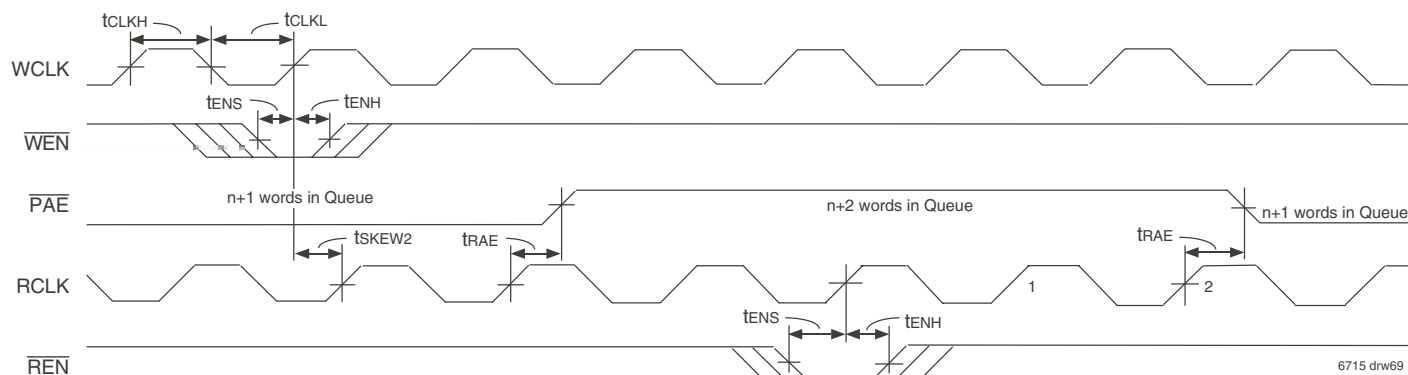 tCLKH
tCLKL
WCLK
tENS
tENH
WEN
n+1 words in Queue
n+2 words in Queue
n+1 words in Queue
PAE
tSKEW2
tRAE
tRAE
RCLK
1
2
tENS
tENH
REN
6715 drw69